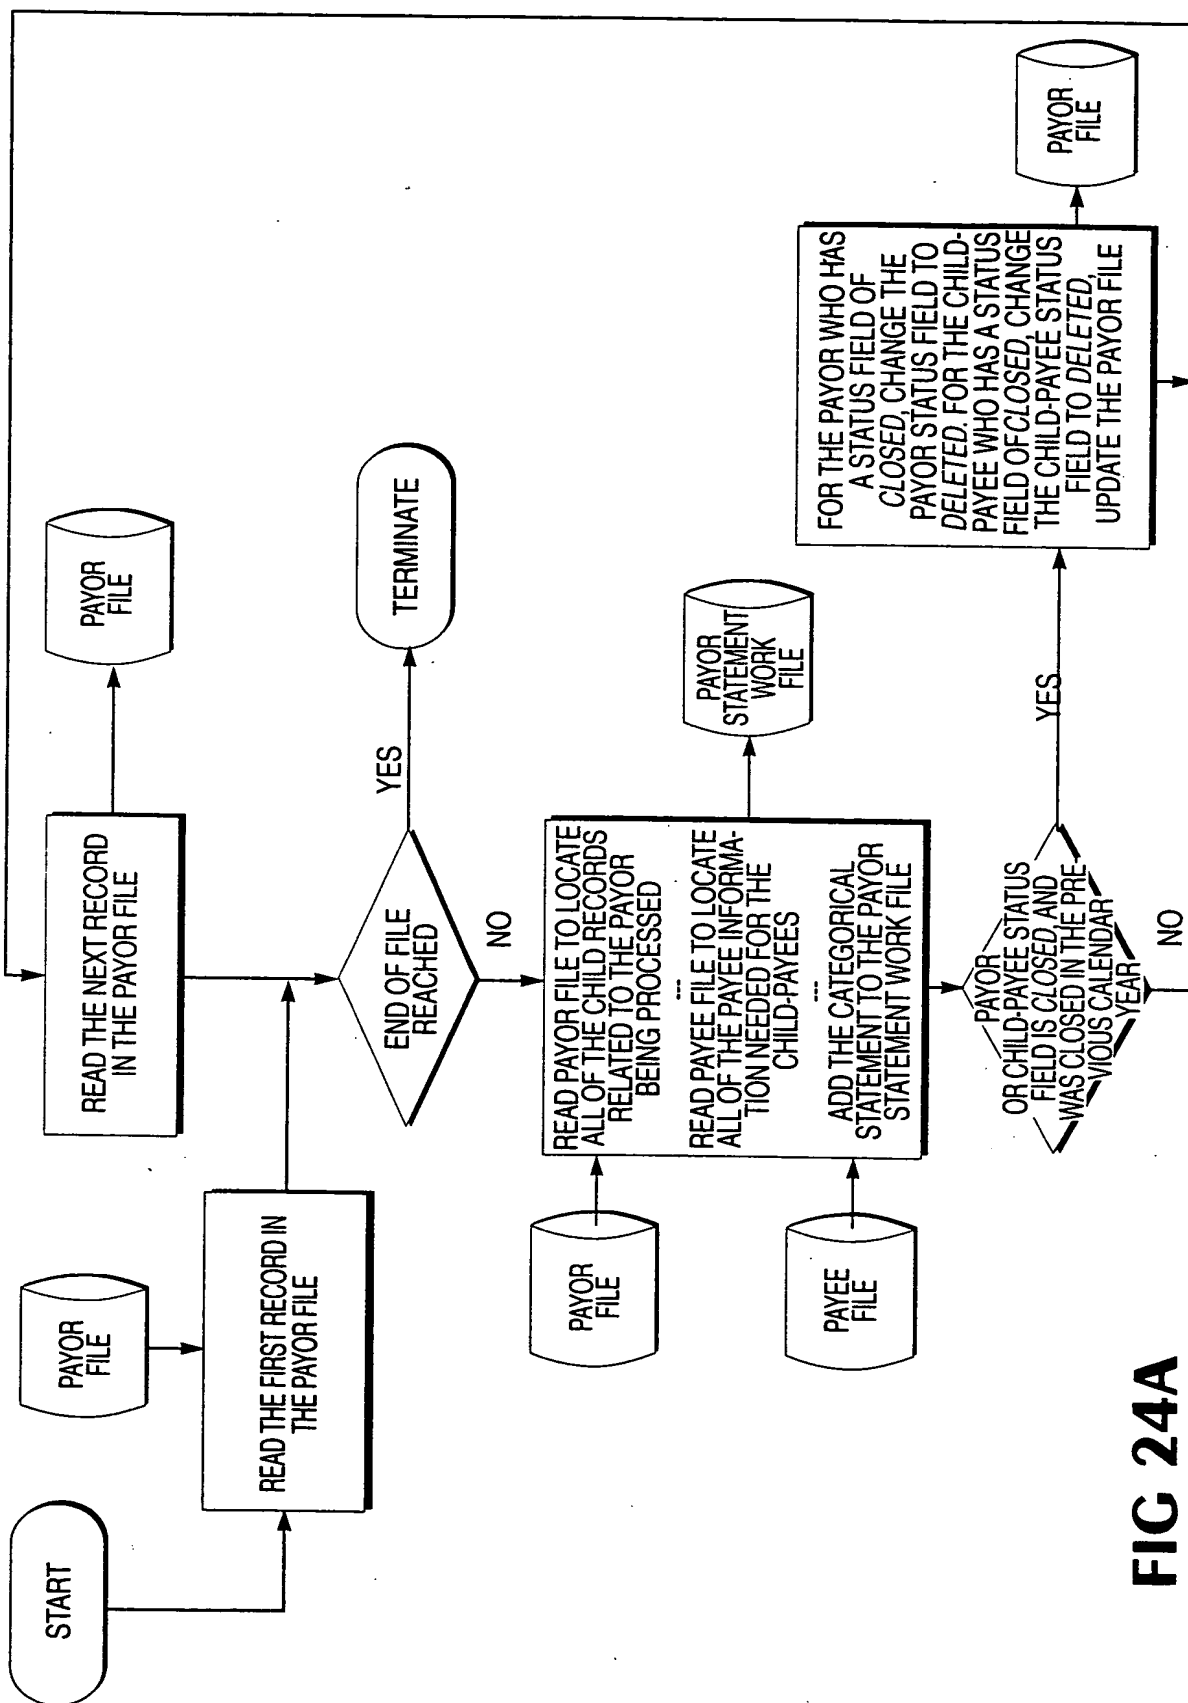 START
PAYOR
FILE
READ THE FIRST RECORD IN
THE PAYOR FILE
READ THE NEXT RECORD
IN THE PAYOR FILE
PAYOR
FILE
END OF FILE
REACHED
YES
TERMINATE
NO
PAYOR
FILE
PAYEE
FILE
READ PAYOR FILE TO LOCATE
ALL OF THE CHILD RECORDS
RELATED TO THE PAYOR
BEING PROCESSED
---
READ PAYEE FILE TO LOCATE
ALL OF THE PAYEE INFORMA-
TION NEEDED FOR THE
CHILD-PAYEES
---
ADD THE CATEGORICAL
STATEMENT TO THE PAYOR
STATEMENT WORK FILE
PAYOR
STATEMENT
WORK
FILE
PAYOR
OR CHILD-PAYEE STATUS
FIELD IS CLOSED, AND
WAS CLOSED IN THE PRE-
VIOUS CALENDAR
YEAR
YES
NO
FOR THE PAYOR WHO HAS
A STATUS FIELD OF
CLOSED, CHANGE THE
PAYOR STATUS FIELD TO
DELETED. FOR THE CHILD-
PAYEE WHO HAS A STATUS
FIELD OF CLOSED, CHANGE
THE CHILD-PAYEE STATUS
FIELD TO DELETED,
UPDATE THE PAYOR FILE
PAYOR
FILE
FIG 24A